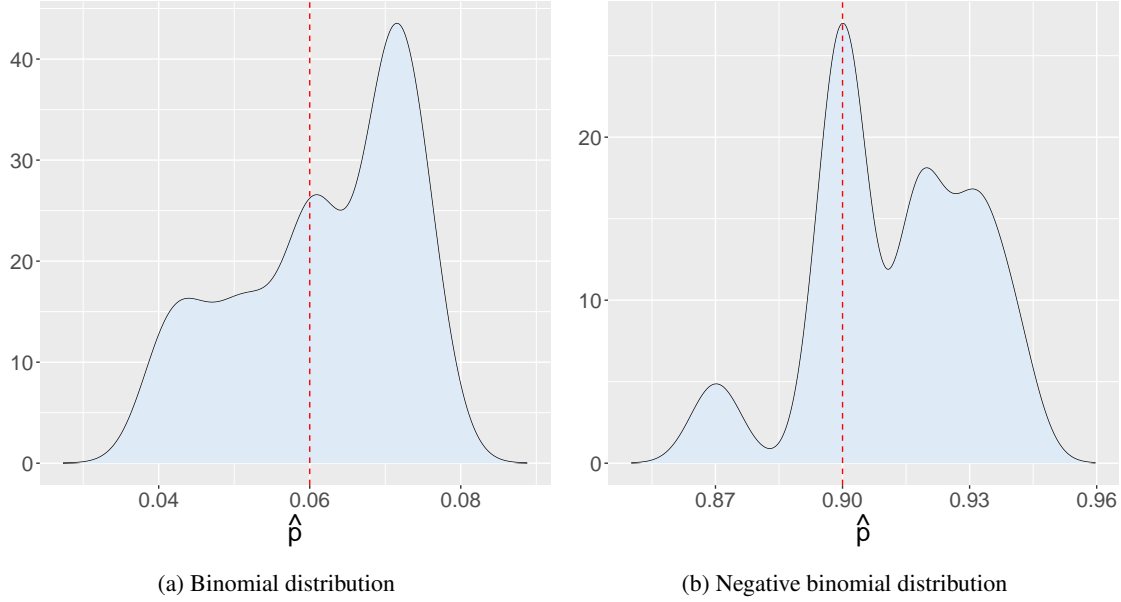 40
30
20
10
0
0.04 0.06 0.08
p̂
(a) Binomial distribution
20
10
0
0.87 0.90 0.93 0.96
p̂
(b) Negative binomial distribution